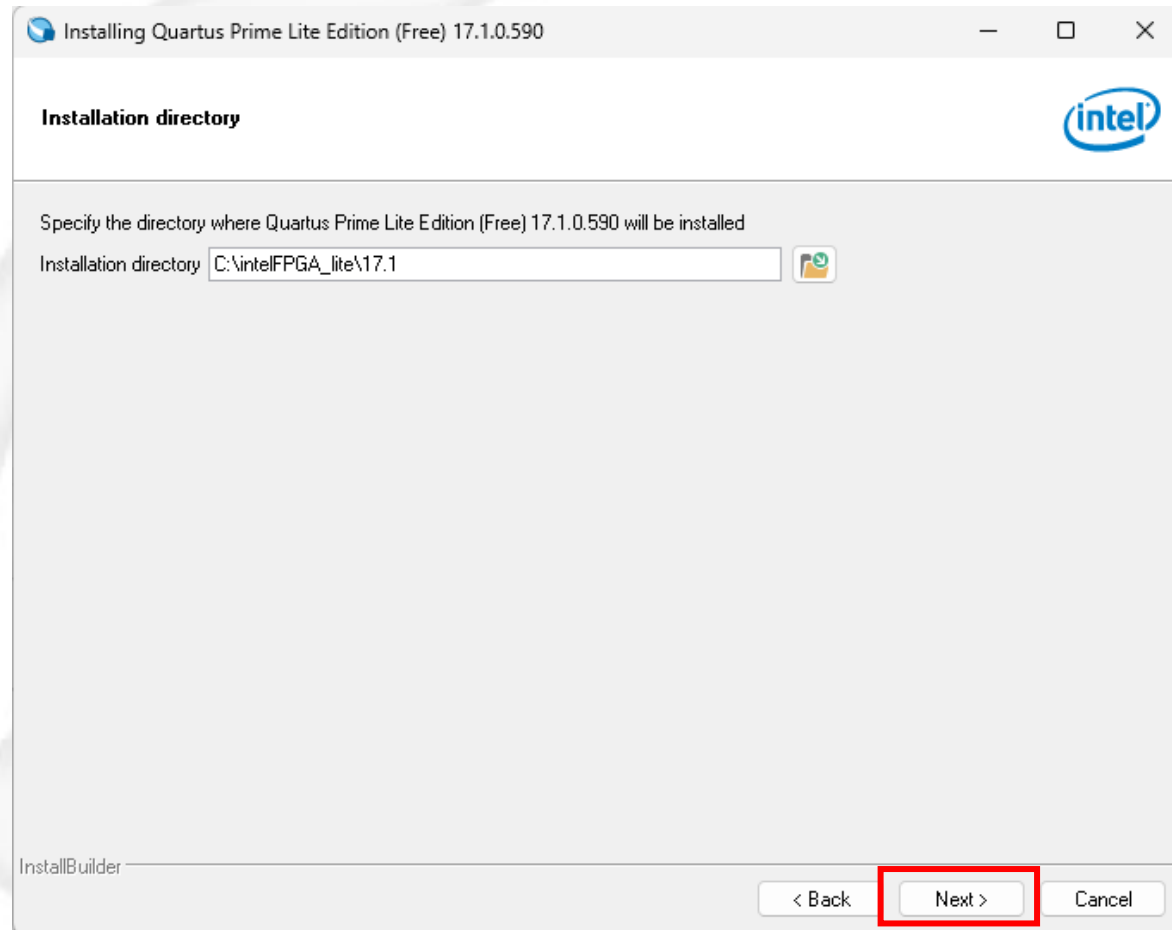 Installing Quartus Prime Lite Edition (Free) 17.1.0.590
Installation directory
intel
Specify the directory where Quartus Prime Lite Edition (Free) 17.1.0.590 will be installed
Installation directory C:\intelFPGA_lite\17.1
InstallBuilder
< Back Next > Cancel